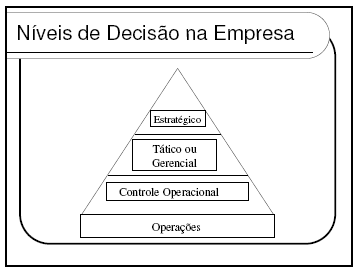 Níveis de Decisão na Empresa
Estratégico
Tático ou
Gerencial
Controle Operacional
Operações